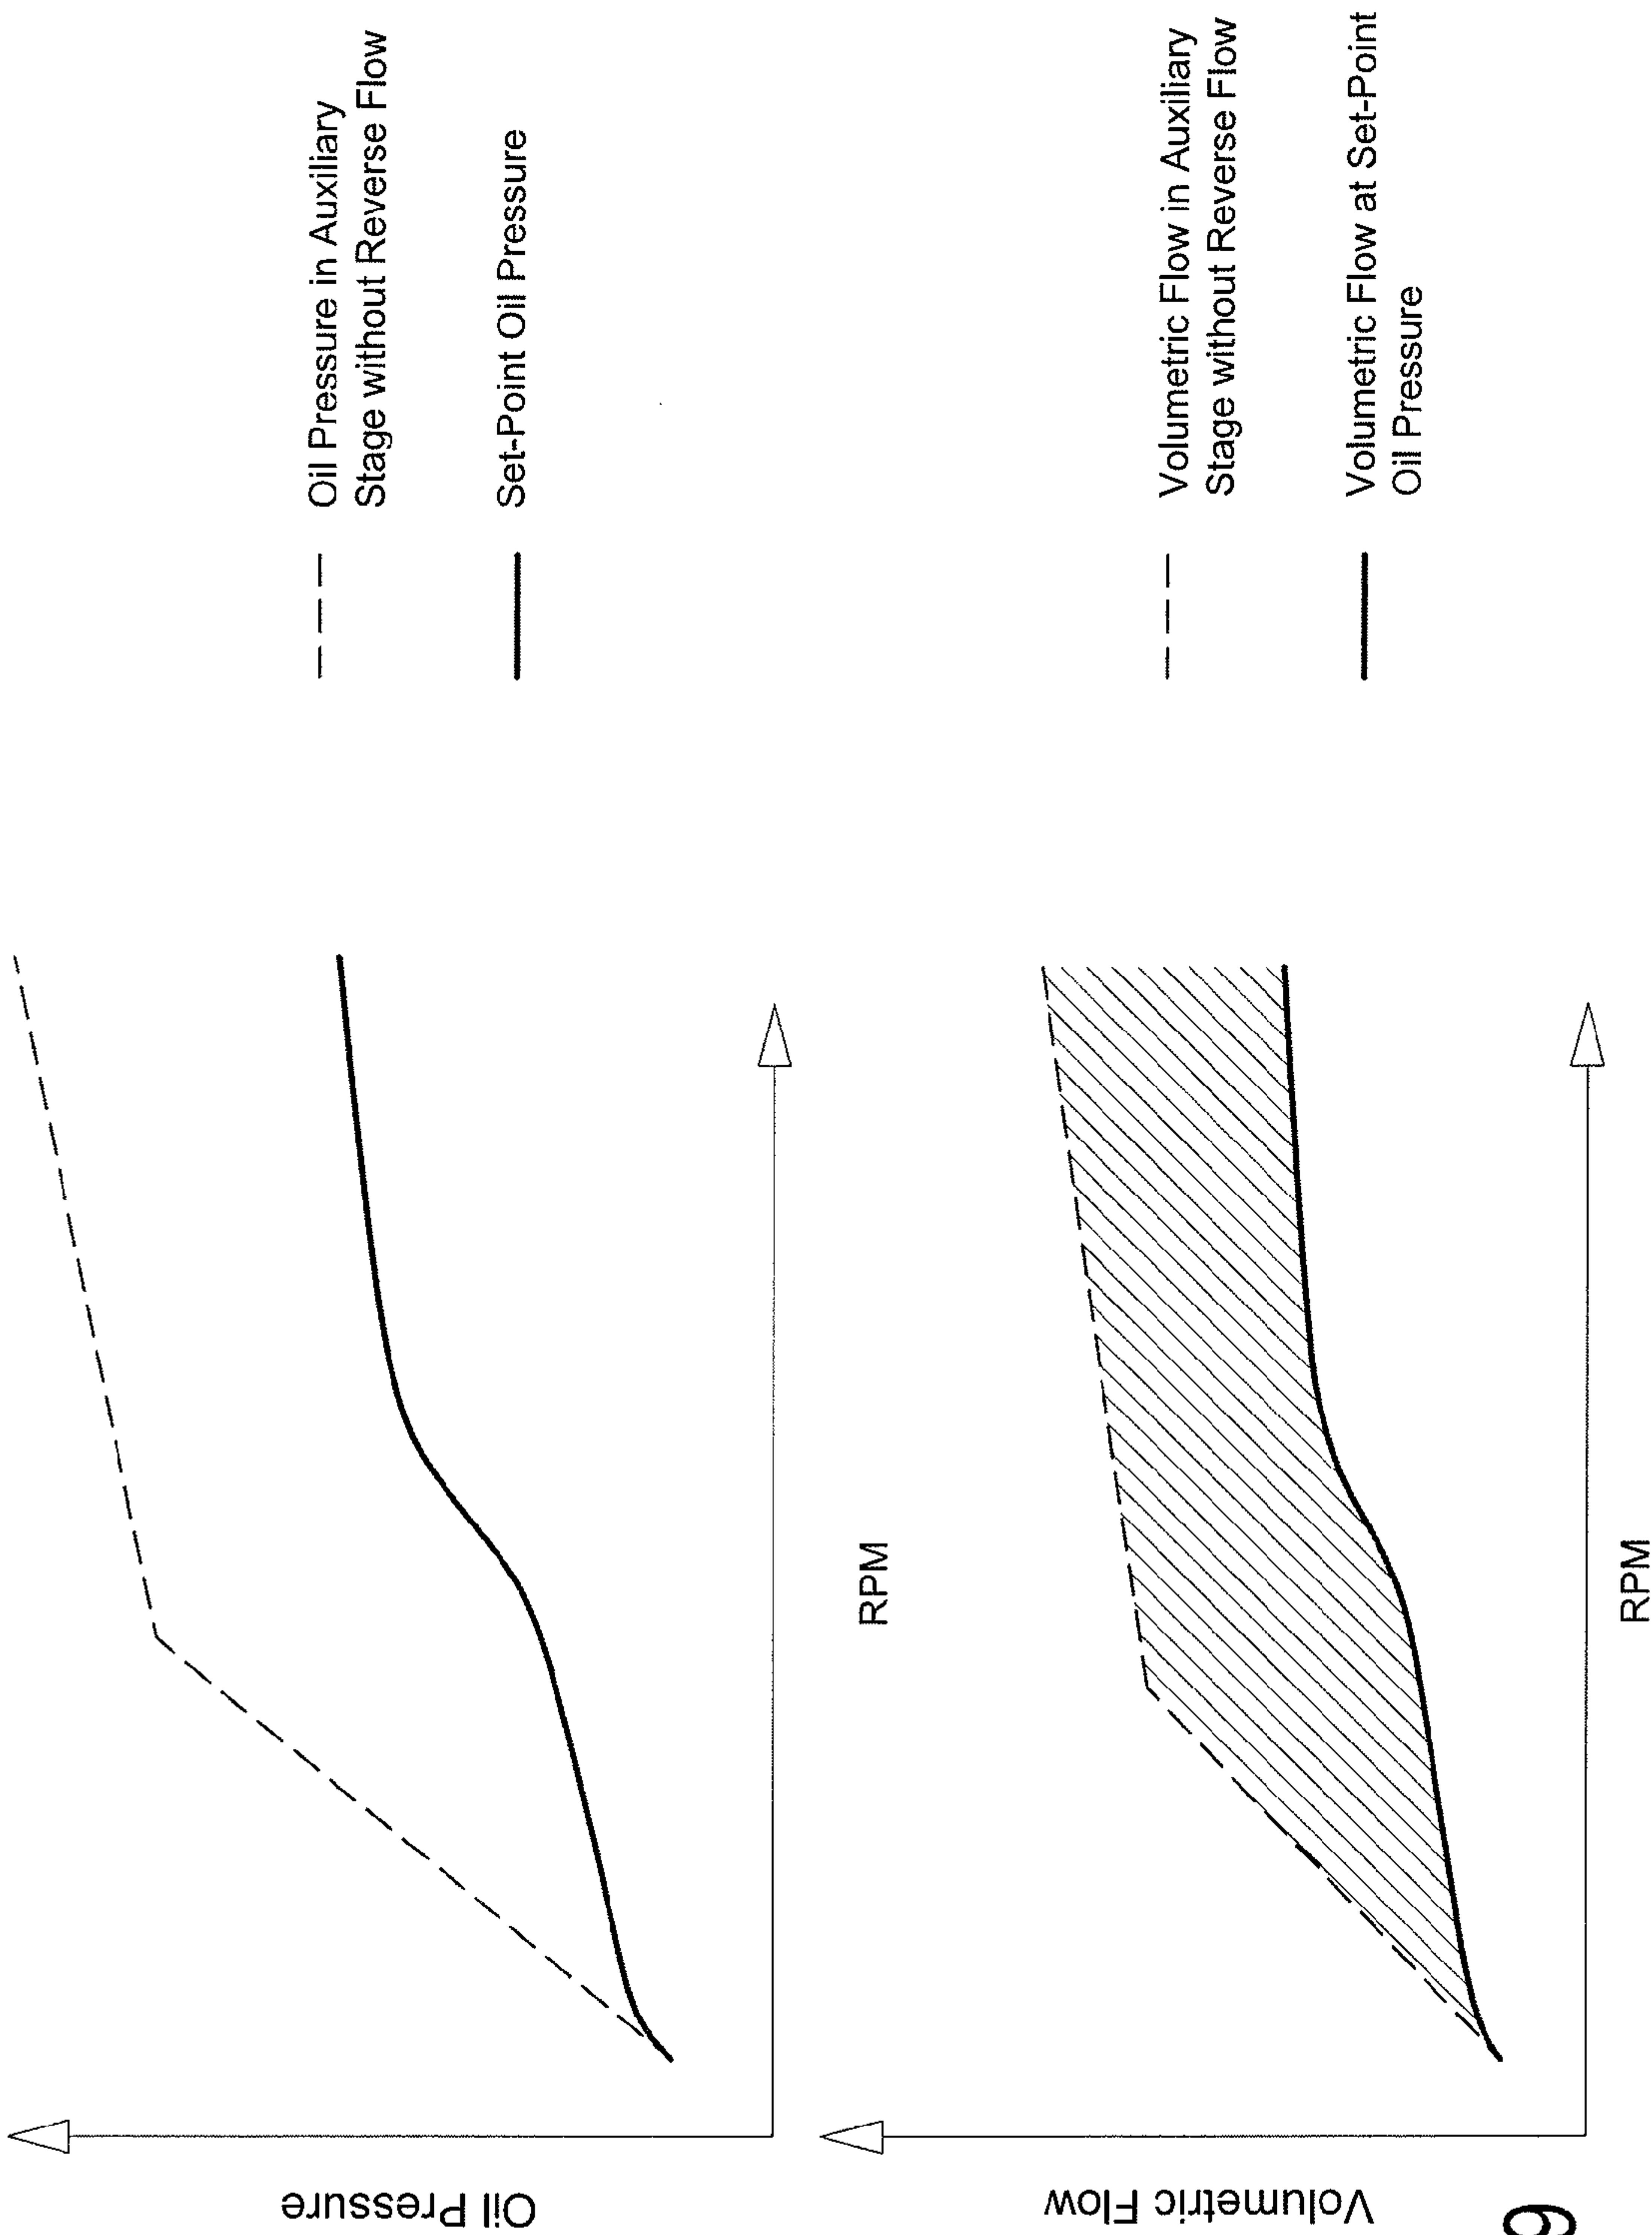 Oil Pressure
RPM
Oil Pressure in Auxiliary
Stage without Reverse Flow
Set-Point Oil Pressure
Volumetric Flow
RPM
Volumetric Flow in Auxiliary
Stage without Reverse Flow
Volumetric Flow at Set-Point
Oil Pressure